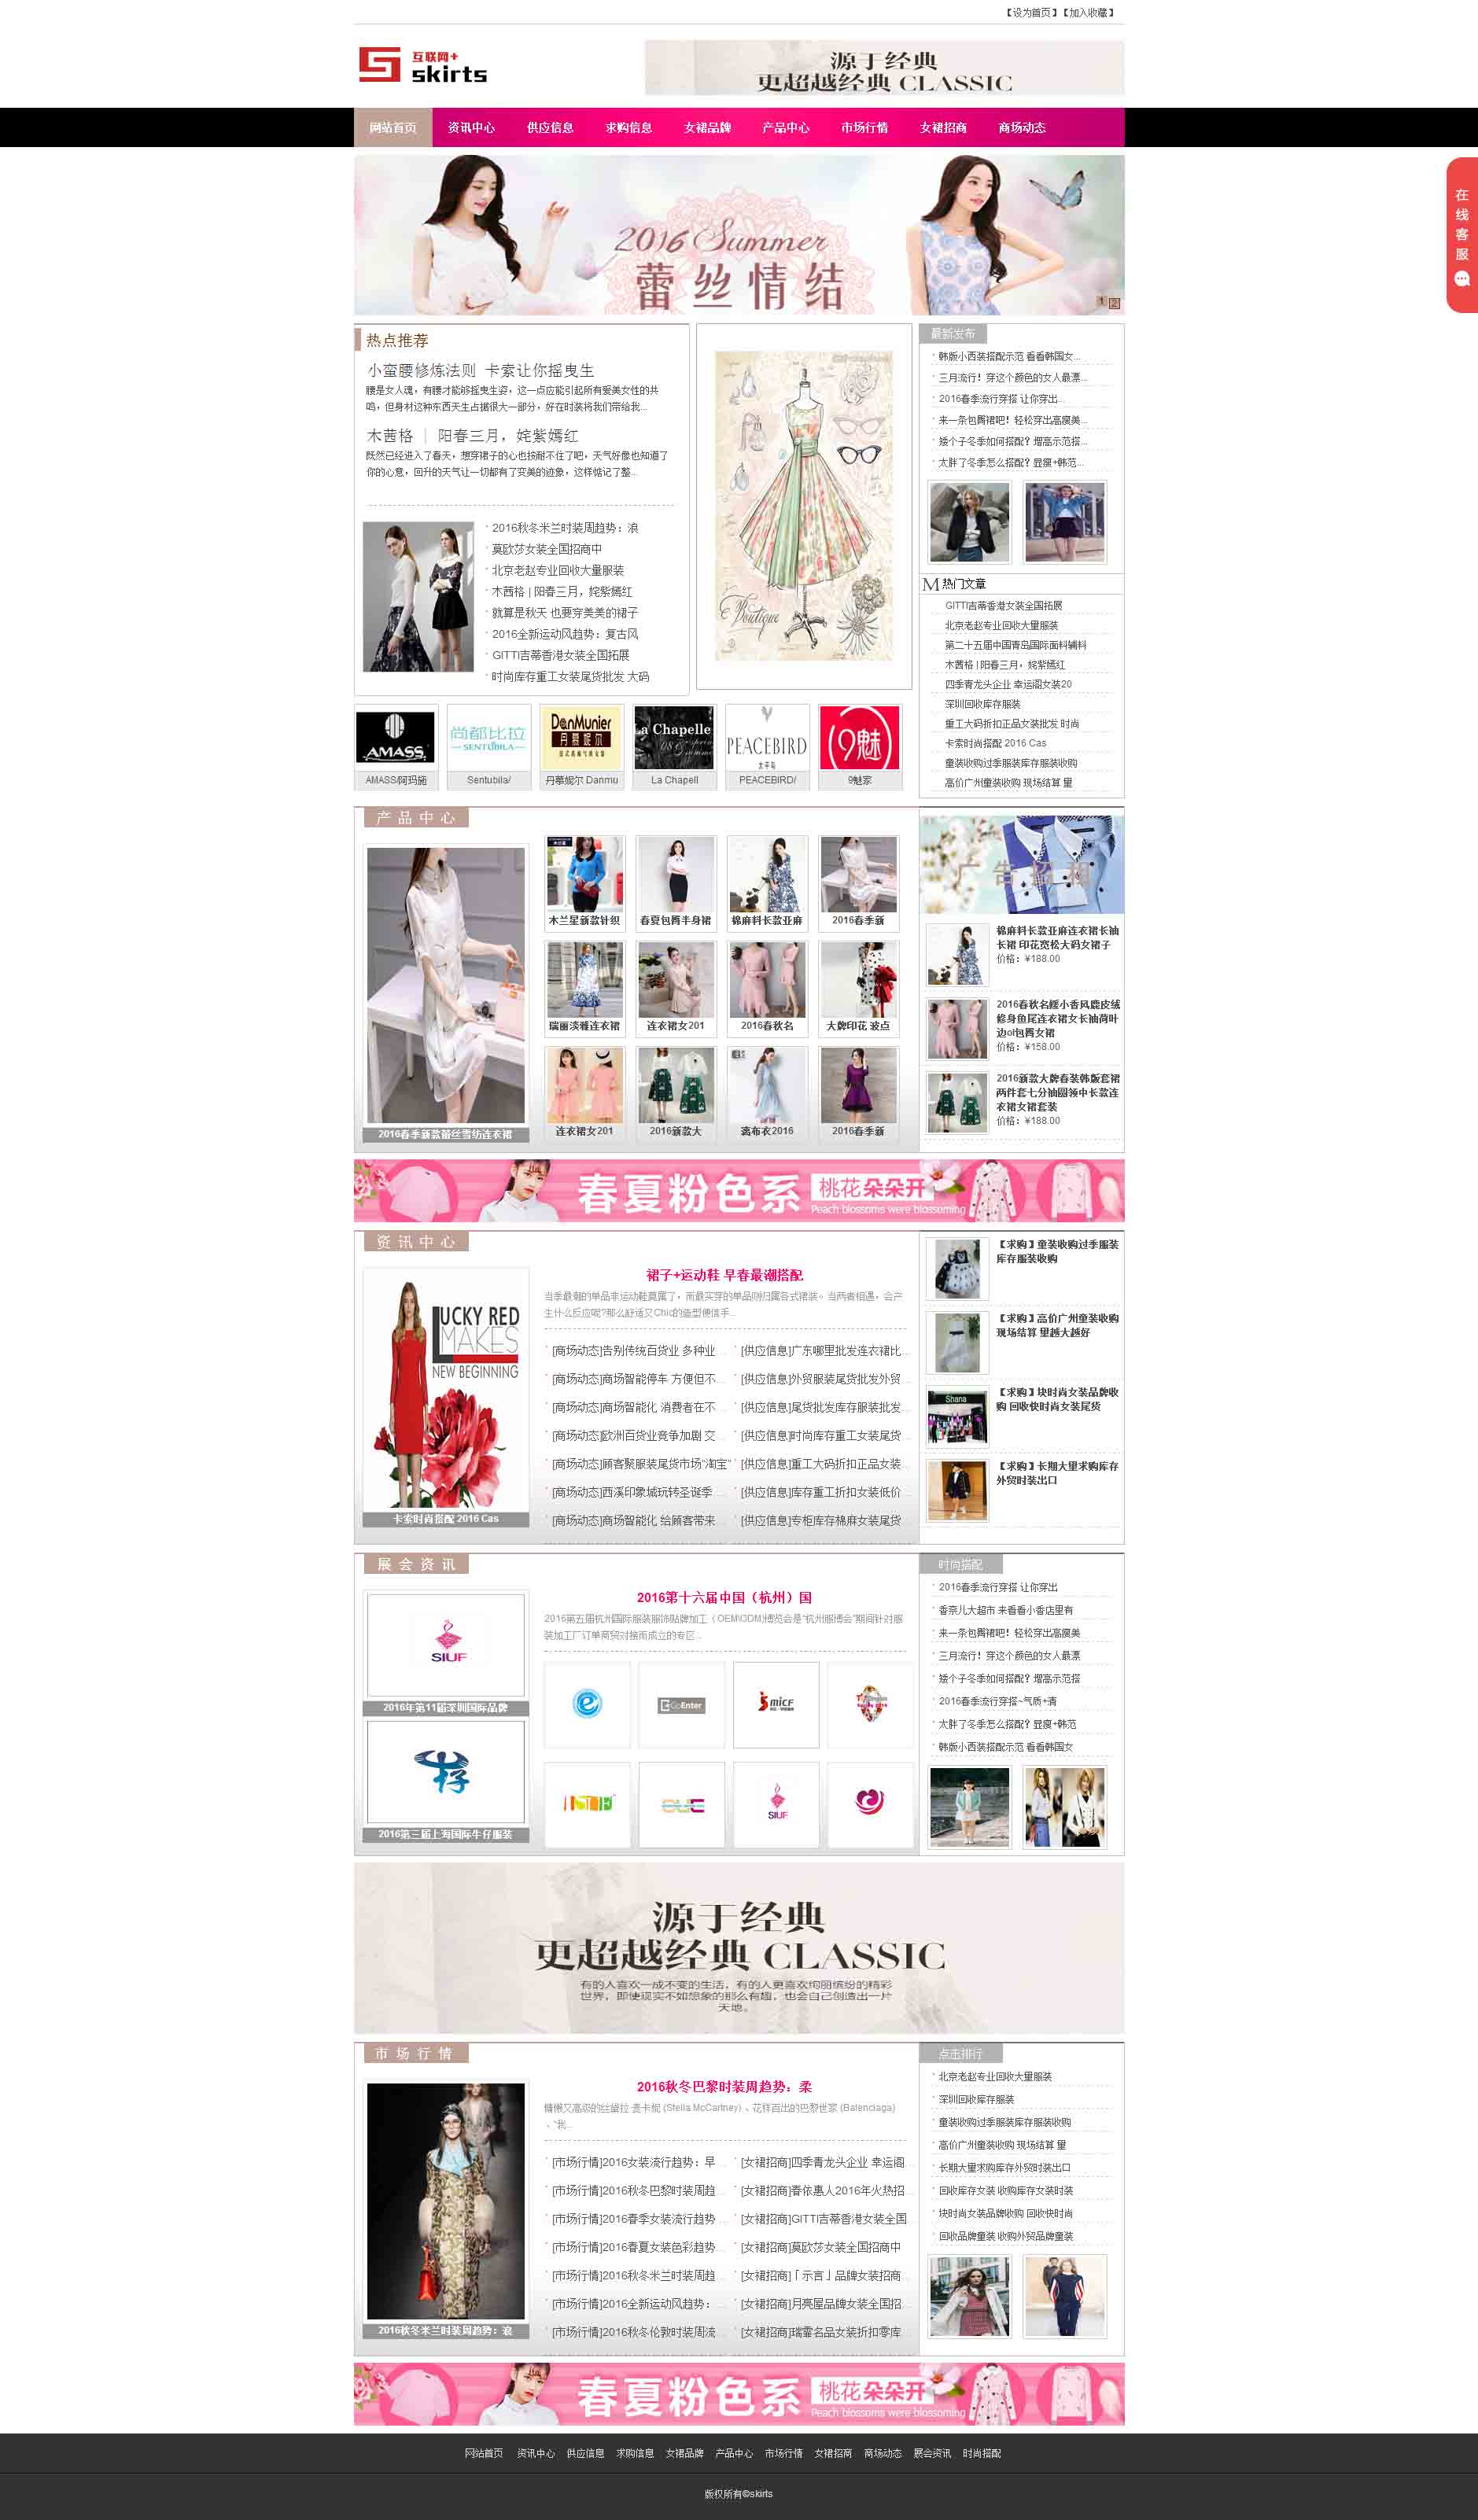 【设为首页】【加入收藏】
互联网+
skirts
源于经典
更超越经典 CLASSIC
网站首页 资讯中心 供应信息 求购信息 女裙品牌 产品中心 市场行情 女裙招商 商场动态
在线客服
2016 Summer
蕾丝情结
1 2
热点推荐
小蛮腰修炼法则 卡索让你摇曳生
腰是女人魂，有腰才能够摇曳生姿，这一点应能引起所有爱美女性的共
鸣，但身材这种东西天生占据很大一部分，好在时装将我们带给我...
木茜格 | 阳春三月，姹紫嫣红
既然已经进入了春天，想穿裙子的心也按耐不住了吧，天气好像也知道了
你的心意，回升的天气让一切都有了变美的迹象，这样惦记了整...
2016秋冬米兰时装周趋势：浪
莫欧莎女装全国招商中
北京老赵专业回收大量服装
木茜格 | 阳春三月，姹紫嫣红
就算是秋天 也要穿美美的裙子
2016全新运动风趋势：复古风
GITTI吉蒂香港女装全国拓展
时尚库存重工女装尾货批发 大码
Boutique
最新发布
韩版小西装搭配示范 看看韩国女...
三月流行！穿这个颜色的女人最漂...
2016春季流行穿搭 让你穿出...
来一条包臀裙吧！轻松穿出高腐美...
矮个子冬季如何搭配？增高示范搭...
太胖了冬季怎么搭配？显瘦+韩范...
M 热门文章
GITTI吉蒂香港女装全国拓展
北京老赵专业回收大量服装
第二十五届中国青岛国际面料辅料
木茜格 | 阳春三月，姹紫嫣红
四季青龙头企业 幸运阁女装20
深圳回收库存服装
重工大码折扣正品女装批发 时尚
卡索时尚搭配 2016 Cas
童装收购过季服装库存服装收购
高价广州童装收购 现场结算 量
AMASS
尚都比拉
SENTUBILA
DanMunier
丹慕妮尔
La Chapelle
PEACEBIRD
太平鸟
9魅
AMASS/阿玛施
Sentubila/
丹慕妮尔 Danmu
La Chapell
PEACEBIRD/
9魅家
产品中心
2016春季新款蕾丝雪纺连衣裙
木兰星新款针织
春夏包臀半身裙
棉麻料长款亚麻
2016春季新
瑞丽淡雅连衣裙
连衣裙女201
2016春秋名
大牌印花 波点
连衣裙女201
2016新款大
离布衣2016
2016春季新
广告招租
棉麻料长款亚麻连衣裙长袖
长裙 印花宽松大码女裙子
价格：¥188.00
2016春秋名媛小香风鹿皮绒
修身鱼尾连衣裙女长袖荷叶
边ol包臀女裙
价格：¥158.00
2016新款大牌春装韩版套裙
两件套七分袖圆领中长款连
衣裙女裙套装
价格：¥188.00
春夏粉色系
桃花朵朵开
Peach blossoms were blossoming
资讯中心
LUCKY RED
MAKES
NEW BEGINNING
卡索时尚搭配 2016 Cas
裙子+运动鞋 早春最潮搭配
当季最潮的单品非运动鞋莫属了，而最实穿的单品则归属各式裙装。当两者相遇，会产
生什么反应呢?那么舒适又Chic的造型便信手...
[商场动态]告别传统百货业 多种业...
[商场动态]商场智能停车 方便但不...
[商场动态]商场智能化 消费者在不...
[商场动态]欧洲百货业竞争加剧 交...
[商场动态]顾客聚服装尾货市场“淘宝”
[商场动态]西溪印象城玩转圣诞季...
[商场动态]商场智能化 给顾客带来...
[供应信息]广东哪里批发连衣裙比...
[供应信息]外贸服装尾货批发外贸...
[供应信息]尾货批发库存服装批发...
[供应信息]时尚库存重工女装尾货...
[供应信息]重工大码折扣正品女装...
[供应信息]库存重工折扣女装低价...
[供应信息]专柜库存棉麻女装尾货...
【求购】童装收购过季服装
库存服装收购
【求购】高价广州童装收购
现场结算 量越大越好
Shana
【求购】块时尚女装品牌收
购 回收快时尚女装尾货
【求购】长期大量求购库存
外贸时装出口
展会资讯
SIUF
2016年第11届深圳国际品牌
2016第三届上海国际牛仔服装
2016第十六届中国（杭州）国
2016第五届杭州国际服装服饰贴牌加工（OEM\ODM)博览会是“杭州服博会”期间针对服
装加工厂订单商贸对接而成立的专区...
GoEnter
MICF
SIUF
时尚搭配
2016春季流行穿搭 让你穿出
香奈儿大超市 来看看小香店里有
来一条包臀裙吧！轻松穿出高腐美
三月流行！穿这个颜色的女人最漂
矮个子冬季如何搭配？增高示范搭
2016春季流行穿搭~气质+清
太胖了冬季怎么搭配？显瘦+韩范
韩版小西装搭配示范 看看韩国女
源于经典
更超越经典 CLASSIC
有的人喜欢一成不变的生活，有的人更喜欢绚丽缤纷的精彩
世界，即使现实不如想象的那么有趣，也会自己创造出一片
天地。
市场行情
2016秋冬米兰时装周趋势：浪
2016秋冬巴黎时装周趋势：柔
慵懒又高级的丝留拉·麦卡妮 (Stella McCartney)、花样百出的巴黎世家 (Balenciaga)
、“我...
[市场行情]2016女装流行趋势：早...
[市场行情]2016秋冬巴黎时装周趋...
[市场行情]2016春季女装流行趋势...
[市场行情]2016春夏女装色彩趋势...
[市场行情]2016秋冬米兰时装周趋...
[市场行情]2016全新运动风趋势：...
[市场行情]2016秋冬伦敦时装周流...
[女裙招商]四季青龙头企业 幸运阁...
[女裙招商]春依惠人2016年火热招...
[女裙招商]GITTI吉蒂香港女装全国...
[女裙招商]莫欧莎女装全国招商中
[女裙招商]「示言」品牌女装招商...
[女裙招商]月亮屋品牌女装全国招...
[女裙招商]瑞霏名品女装折扣零库...
点击排行
北京老赵专业回收大量服装
深圳回收库存服装
童装收购过季服装库存服装收购
高价广州童装收购 现场结算 量
长期大量求购库存外贸时装出口
回收库存女装 收购库存女装时装
块时尚女装品牌收购 回收快时尚
回收品牌童装 收购外贸品牌童装
春夏粉色系
桃花朵朵开
Peach blossoms were blossoming
网站首页 资讯中心 供应信息 求购信息 女裙品牌 产品中心 市场行情 女裙招商 商场动态 展会资讯 时尚搭配
版权所有©skirts